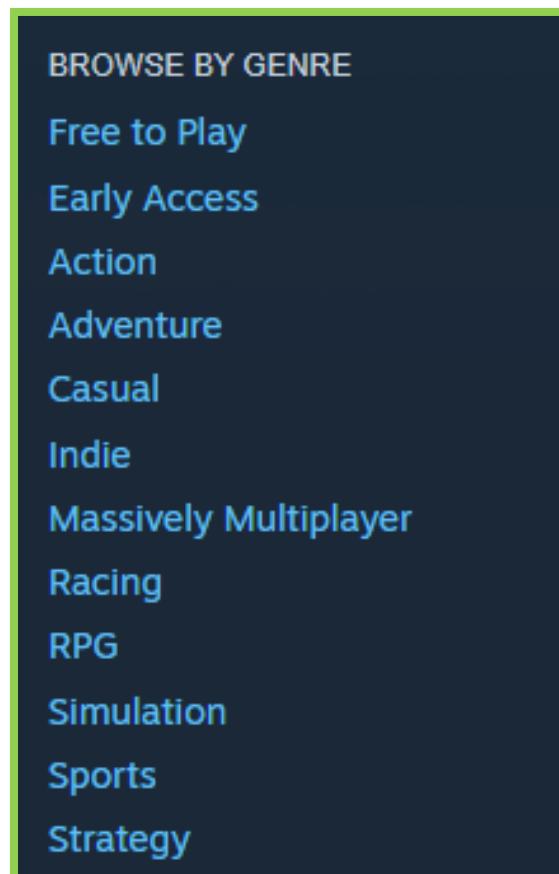 BROWSE BY GENRE
Free to Play
Early Access
Action
Adventure
Casual
Indie
Massively Multiplayer
Racing
RPG
Simulation
Sports
Strategy